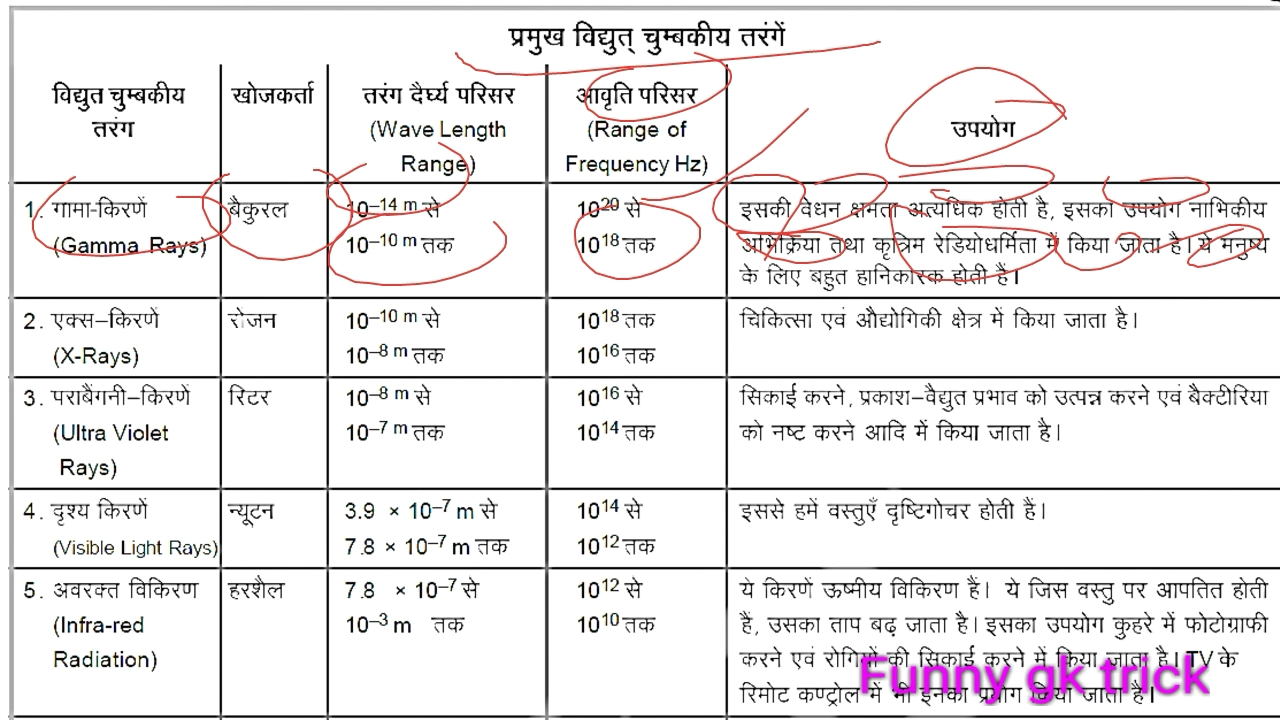 प्रमुख विद्युत् चुम्बकीय तरंगें
विद्युत चुम्बकीय तरंग
खोजकर्ता
तरंग दैर्घ्य परिसर
(Wave Length
Range)
आवृति परिसर
(Range of
Frequency Hz)
उपयोग
1. गामा-किरणें
(Gamma Rays)
बैकुरल
10–14 m से
10–10 m तक
1020 से
1018 तक
इसकी वेधन क्षमता अत्यधिक होती है, इसका उपयोग नाभिकीय
अभिक्रिया तथा कृत्रिम रेडियोधर्मिता में किया जाता है। ये मनुष्य
के लिए बहुत हानिकारक होती हैं।
2. एक्स–किरणें
(X-Rays)
रोजन
10–10 m से
10–8 m तक
1018 तक
1016 तक
चिकित्सा एवं औद्योगिकी क्षेत्र में किया जाता है।
3. पराबैंगनी–किरणें
(Ultra Violet
Rays)
रिटर
10–8 m से
10–7 m तक
1016 से
1014 तक
सिकाई करने, प्रकाश–वैद्युत प्रभाव को उत्पन्न करने एवं बैक्टीरिया
को नष्ट करने आदि में किया जाता है।
4. दृश्य किरणें
(Visible Light Rays)
न्यूटन
3.9 × 10–7 m से
7.8 × 10–7 m तक
1014 से
1012 तक
इससे हमें वस्तुएँ दृष्टिगोचर होती हैं।
5. अवरक्त विकिरण
(Infra-red
Radiation)
हरशैल
7.8 × 10–7 से
10–3 m तक
1012 से
1010 तक
ये किरणें ऊष्मीय विकिरण हैं। ये जिस वस्तु पर आपतित होती
हैं, उसका ताप बढ़ जाता है। इसका उपयोग कुहरे में फोटोग्राफी
करने एवं रोगियों की सिकाई करने में किया जाता है। TV के
रिमोट कण्ट्रोल में भी इनका प्रयोग किया जाता है।
Funny gk trick